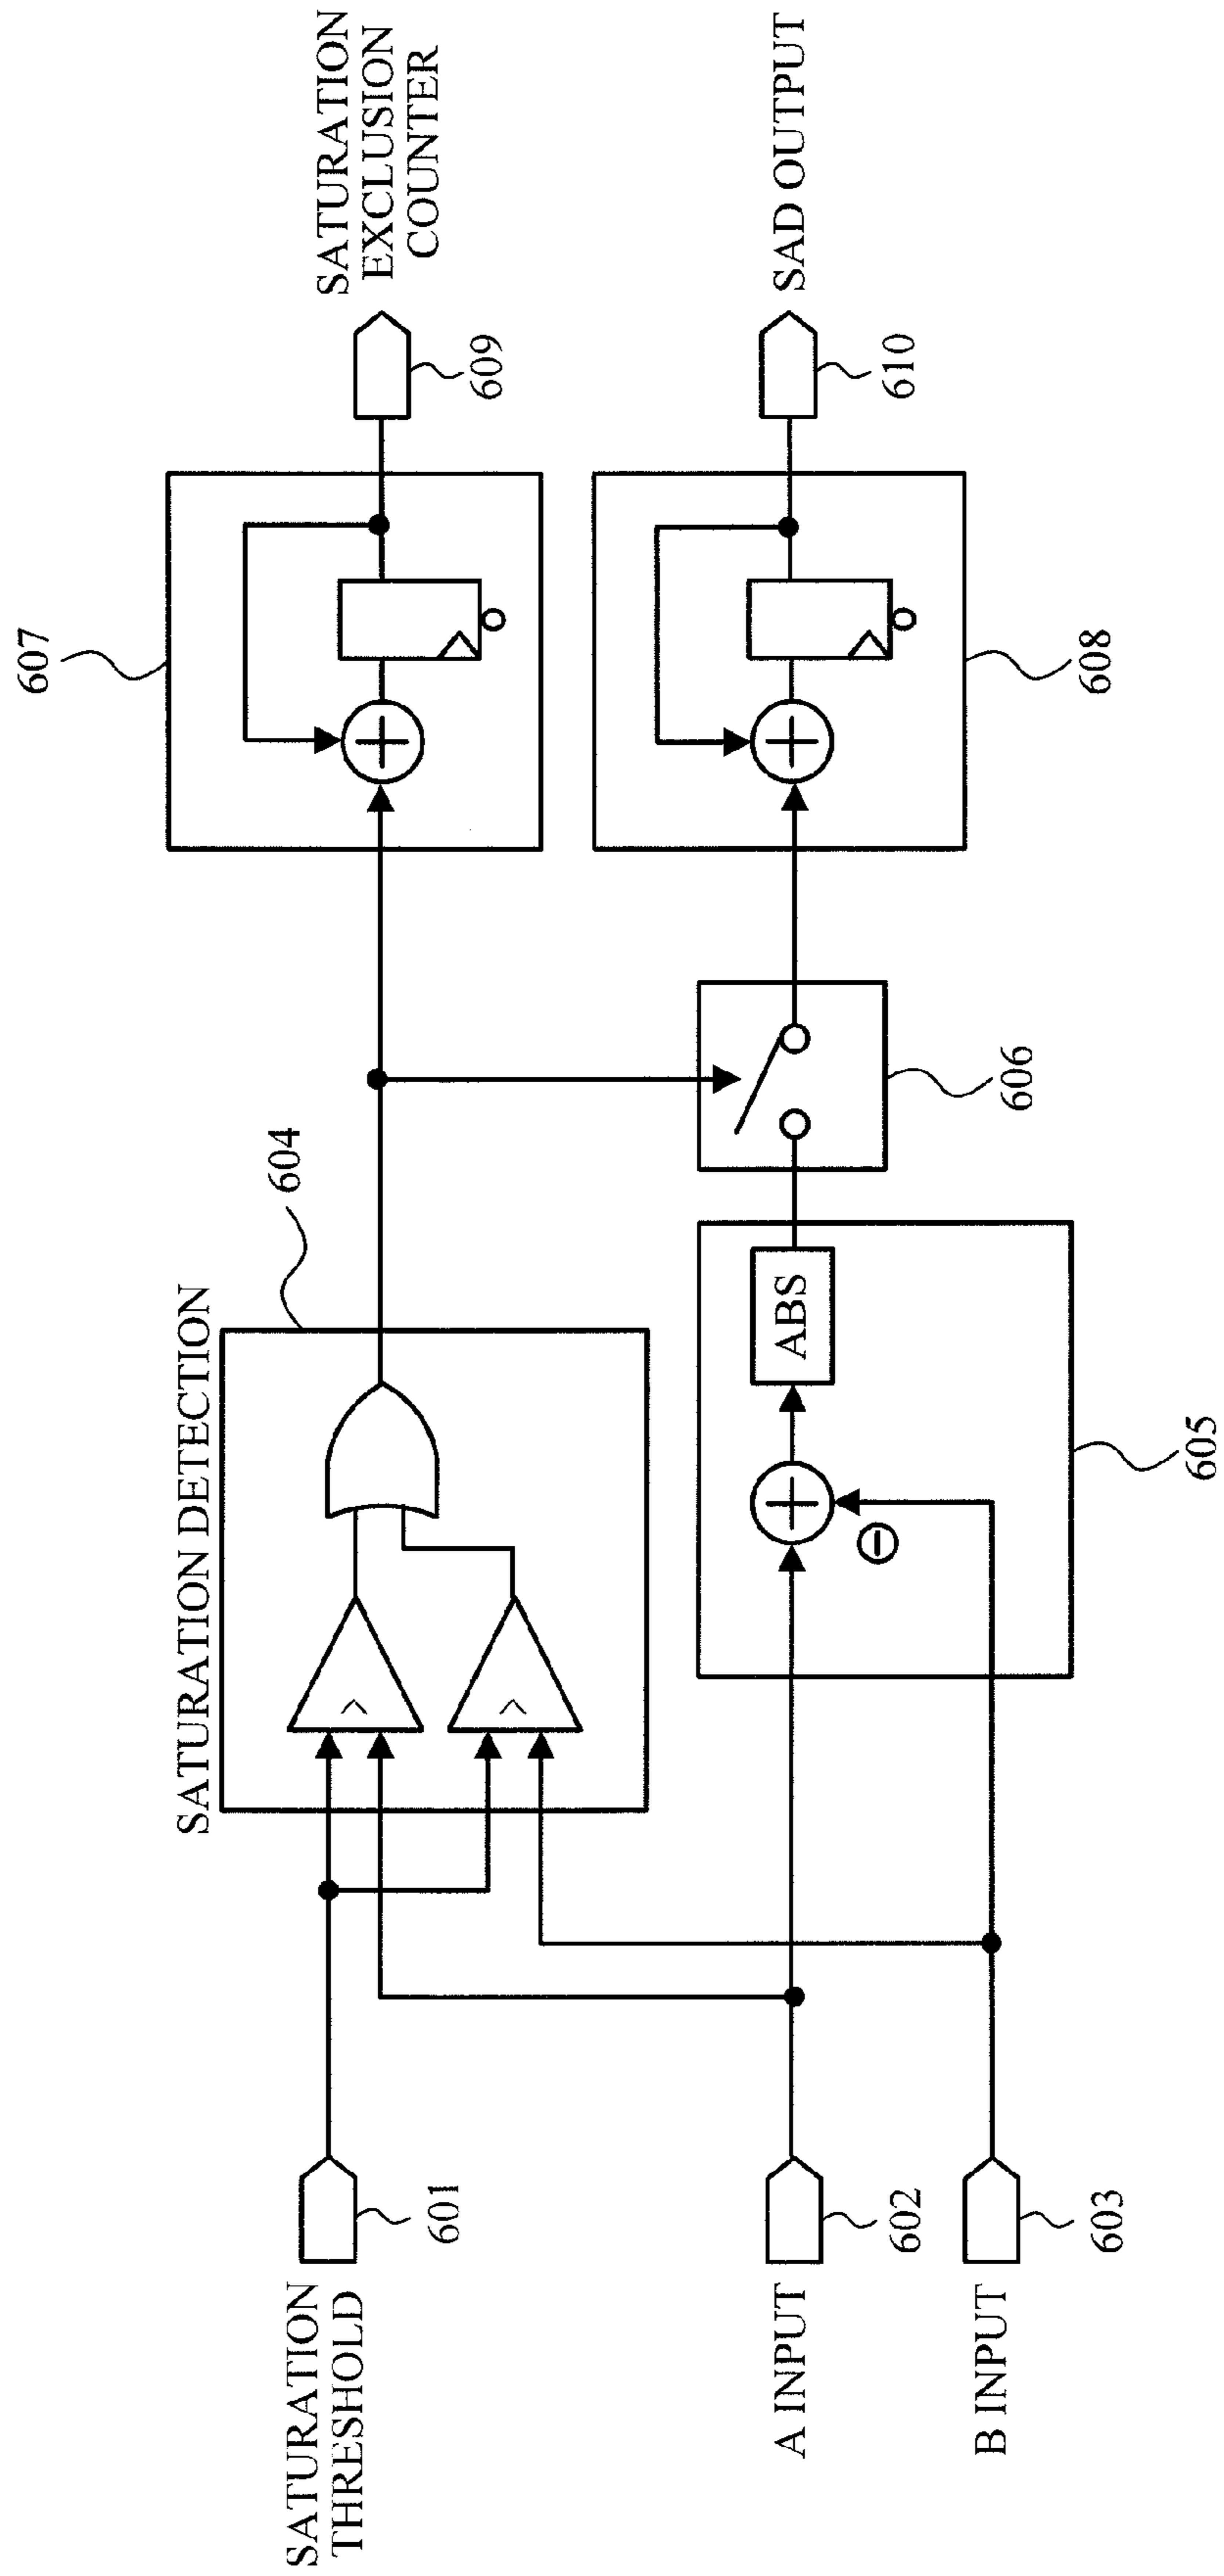 SATURATION
THRESHOLD
601
A INPUT
602
B INPUT
603
SATURATION DETECTION
604
ABS
605
606
607
608
SATURATION
EXCLUSION
COUNTER
609
SAD OUTPUT
610